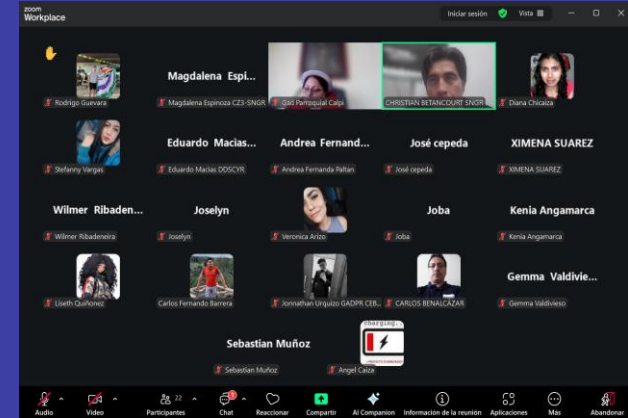 zoom
Workplace
Iniciar sesión
Vista
Rodrigo Guevara
Magdalena Espi...
Magdalena Espinoza CZ3-SNGR
Gad Parroquial Calpi
CHRISTIAN BETANCOURT SNGR
Diana Chicaiza
Stefanny Vargas
Eduardo Macias...
Eduardo Macias DDSCYR
Andrea Fernand...
Andrea Fernanda Paltan
José cepeda
José cepeda
XIMENA SUAREZ
XIMENA SUAREZ
Wilmer Ribaden...
Wilmer Ribadeneira
Joselyn
Joselyn
Veronica Arizo
Joba
Joba
Kenia Angamarca
Kenia Angamarca
Liseth Quiñonez
Carlos Fernando Barrera
Jonnathan Urquizo GADPR CEB...
CARLOS BENALCÁZAR
Gemma Valdivie...
Gemma Valdivieso
Sebastian Muñoz
Sebastian Muñoz
charging..
Angel Caiza
Audio
Video
Participantes
22
Chat
Reaccionar
Compartir
AI Companion
Información de la reunión
Aplicaciones
Más
Abandonar